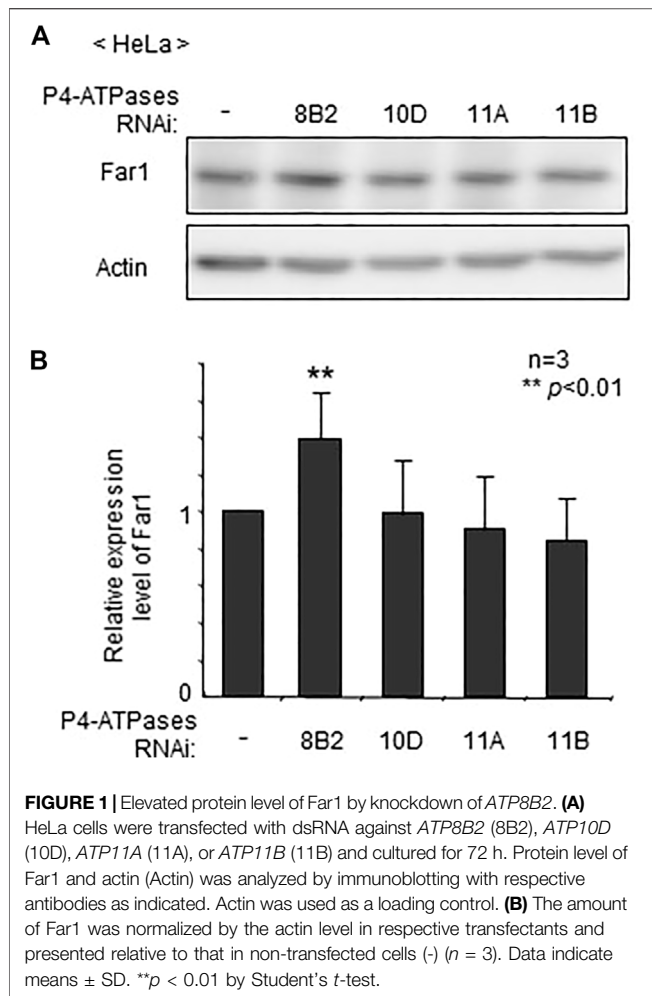 A
< HeLa >
P4-ATPases
RNAi:
- 8B2 10D 11A 11B
Far1
Actin
B
n=3
** p<0.01
**
Relative expression
level of Far1
1
0
P4-ATPases
RNAi:
- 8B2 10D 11A 11B
FIGURE 1 | Elevated protein level of Far1 by knockdown of ATP8B2. (A)
HeLa cells were transfected with dsRNA against ATP8B2 (8B2), ATP10D
(10D), ATP11A (11A), or ATP11B (11B) and cultured for 72 h. Protein level of
Far1 and actin (Actin) was analyzed by immunoblotting with respective
antibodies as indicated. Actin was used as a loading control. (B) The amount
of Far1 was normalized by the actin level in respective transfectants and
presented relative to that in non-transfected cells (-) (n = 3). Data indicate
means ± SD. **p < 0.01 by Student's t-test.